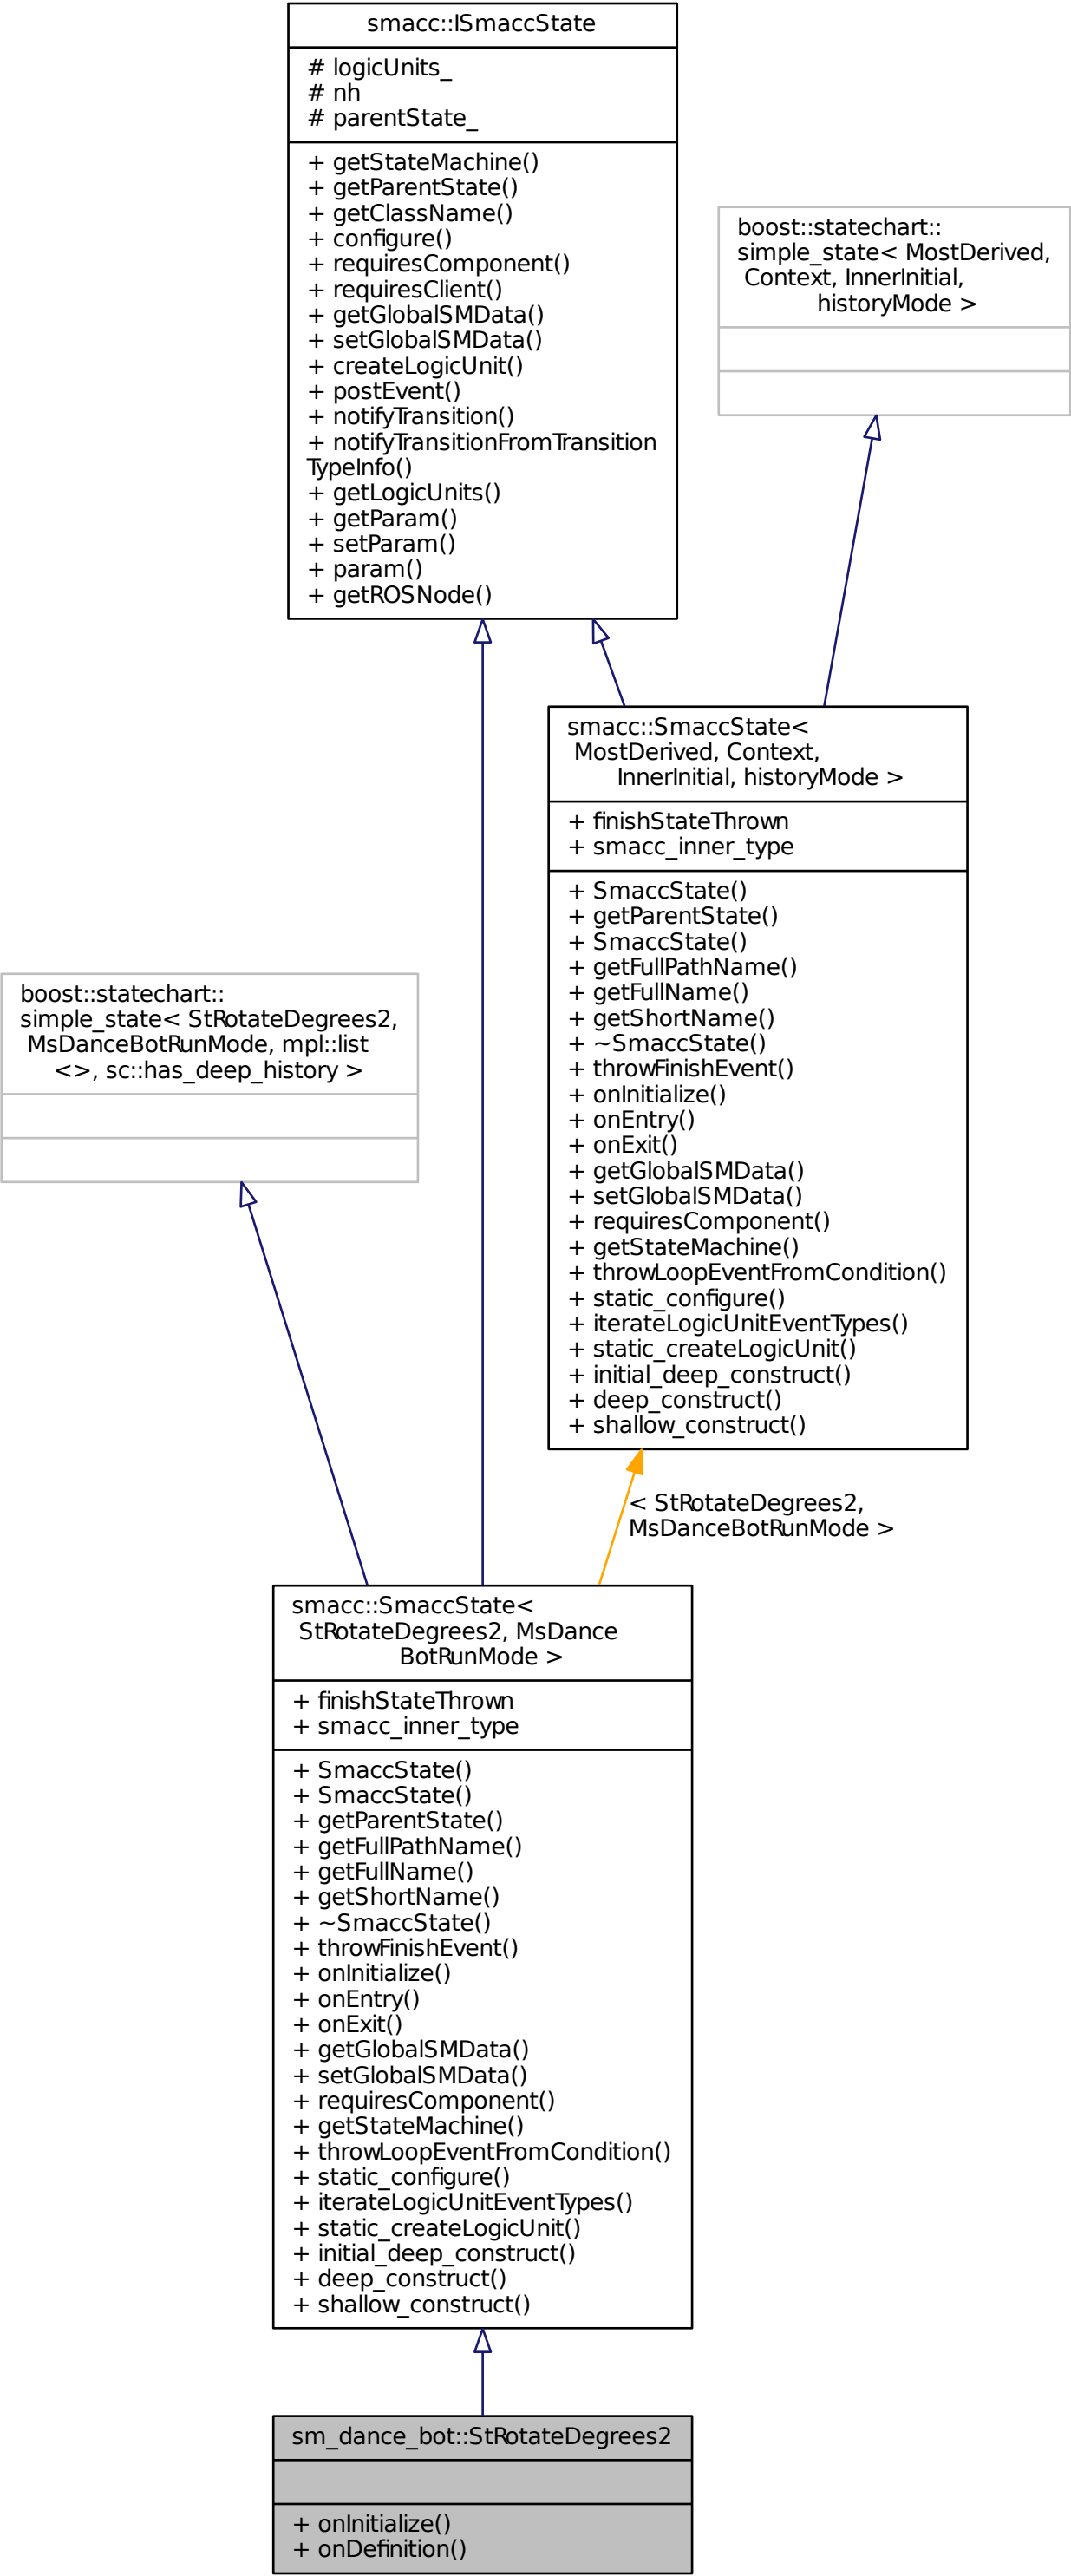 smacc::ISmaccState
# logicUnits_
# nh
# parentState_
+ getStateMachine()
+ getParentState()
+ getClassName()
+ configure()
+ requiresComponent()
+ requiresClient()
+ getGlobalSMData()
+ setGlobalSMData()
+ createLogicUnit()
+ postEvent()
+ notifyTransition()
+ notifyTransitionFromTransition
TypeInfo()
+ getLogicUnits()
+ getParam()
+ setParam()
+ param()
+ getROSNode()
boost::statechart::
simple_state< MostDerived,
Context, InnerInitial,
historyMode >
smacc::SmaccState<
MostDerived, Context,
InnerInitial, historyMode >
+ finishStateThrown
+ smacc_inner_type
+ SmaccState()
+ getParentState()
+ SmaccState()
+ getFullPathName()
+ getFullName()
+ getShortName()
+ ~SmaccState()
+ throwFinishEvent()
+ onInitialize()
+ onEntry()
+ onExit()
+ getGlobalSMData()
+ setGlobalSMData()
+ requiresComponent()
+ getStateMachine()
+ throwLoopEventFromCondition()
+ static_configure()
+ iterateLogicUnitEventTypes()
+ static_createLogicUnit()
+ initial_deep_construct()
+ deep_construct()
+ shallow_construct()
boost::statechart::
simple_state< StRotateDegrees2,
MsDanceBotRunMode, mpl::list
<>, sc::has_deep_history >
< StRotateDegrees2,
MsDanceBotRunMode >
smacc::SmaccState<
StRotateDegrees2, MsDance
BotRunMode >
+ finishStateThrown
+ smacc_inner_type
+ SmaccState()
+ SmaccState()
+ getParentState()
+ getFullPathName()
+ getFullName()
+ getShortName()
+ ~SmaccState()
+ throwFinishEvent()
+ onInitialize()
+ onEntry()
+ onExit()
+ getGlobalSMData()
+ setGlobalSMData()
+ requiresComponent()
+ getStateMachine()
+ throwLoopEventFromCondition()
+ static_configure()
+ iterateLogicUnitEventTypes()
+ static_createLogicUnit()
+ initial_deep_construct()
+ deep_construct()
+ shallow_construct()
sm_dance_bot::StRotateDegrees2
+ onInitialize()
+ onDefinition()